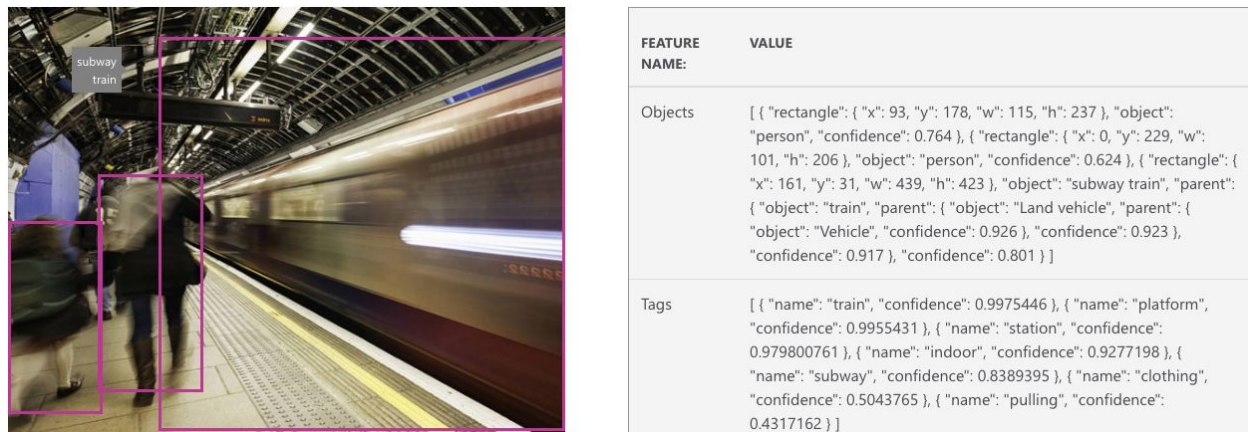 subway
train
FEATURE
NAME:
VALUE
Objects
[ { "rectangle": { "x": 93, "y": 178, "w": 115, "h": 237 }, "object":
"person", "confidence": 0.764 }, { "rectangle": { "x": 0, "y": 229, "w":
101, "h": 206 }, "object": "person", "confidence": 0.624 }, { "rectangle": {
"x": 161, "y": 31, "w": 439, "h": 423 }, "object": "subway train", "parent":
{ "object": "train", "parent": { "object": "Land vehicle", "parent": {
"object": "Vehicle", "confidence": 0.926 }, "confidence": 0.923 },
"confidence": 0.917 }, "confidence": 0.801 } ]
Tags
[ { "name": "train", "confidence": 0.9975446 }, { "name": "platform",
"confidence": 0.9955431 }, { "name": "station", "confidence":
0.979800761 }, { "name": "indoor", "confidence": 0.9277198 }, {
"name": "subway", "confidence": 0.8389395 }, { "name": "clothing",
"confidence": 0.5043765 }, { "name": "pulling", "confidence":
0.4317162 } ]